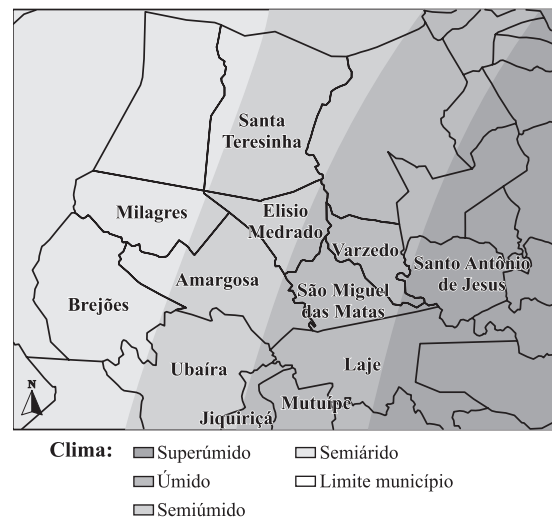 Santa
Teresinha
Milagres
Elisio
Medrado
Varzedo
Santo Antônio
de Jesus
Amargosa
São Miguel
das Matas
Brejões
Ubaíra
Laje
Mutuípe
Jiquiriçá
N
Clima:
Superúmido
Semiárido
Úmido
Limite município
Semiúmido